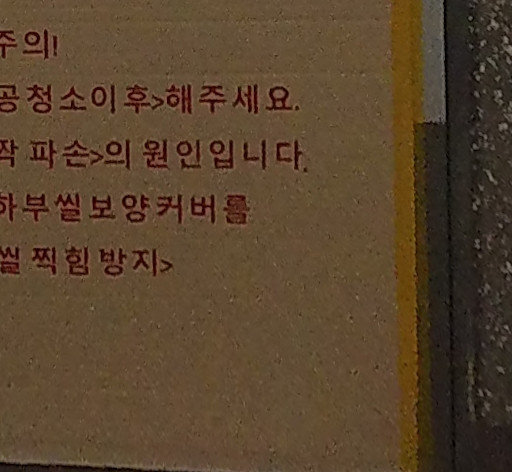 주의!
공청소이후>해주세요.
작 파손>의 원인입니다.
하부씰보양커버를
씰 찍힘방지>